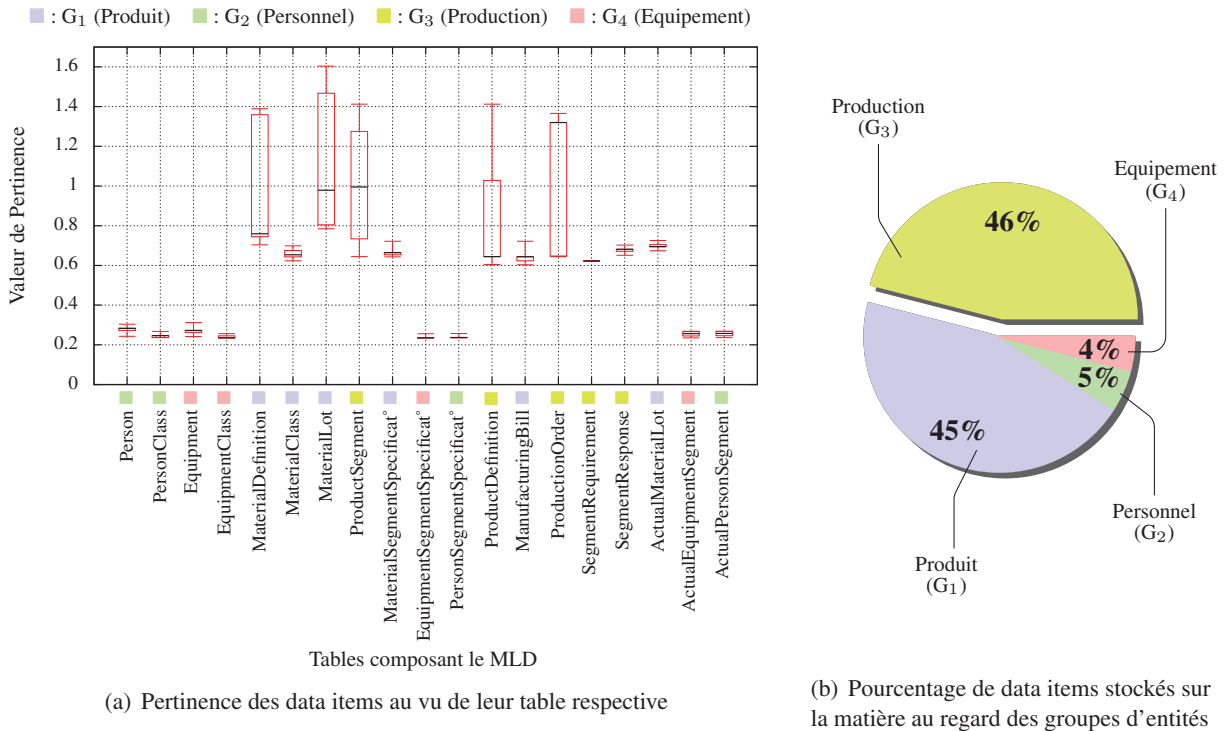 : G1 (Produit) : G2 (Personnel) : G3 (Production) : G4 (Equipement)
Valeur de Pertinence
1.6
1.4
1.2
1
0.8
0.6
0.4
0.2
0
Person
PersonClass
Equipment
EquipmentClass
MaterialDefinition
MaterialClass
MaterialLot
ProductSegment
MaterialSegmentSpecificat°
EquipmentSegmentSpecificat°
PersonSegmentSpecificat°
ProductDefinition
ManufacturingBill
ProductionOrder
SegmentRequirement
SegmentResponse
ActualMaterialLot
ActualEquipmentSegment
ActualPersonSegment
Tables composant le MLD
(a) Pertinence des data items au vu de leur table respective
Production
(G3)
Equipement
(G4)
46%
4%
5%
45%
Personnel
(G2)
Produit
(G1)
(b) Pourcentage de data items stockés sur
la matière au regard des groupes d'entités